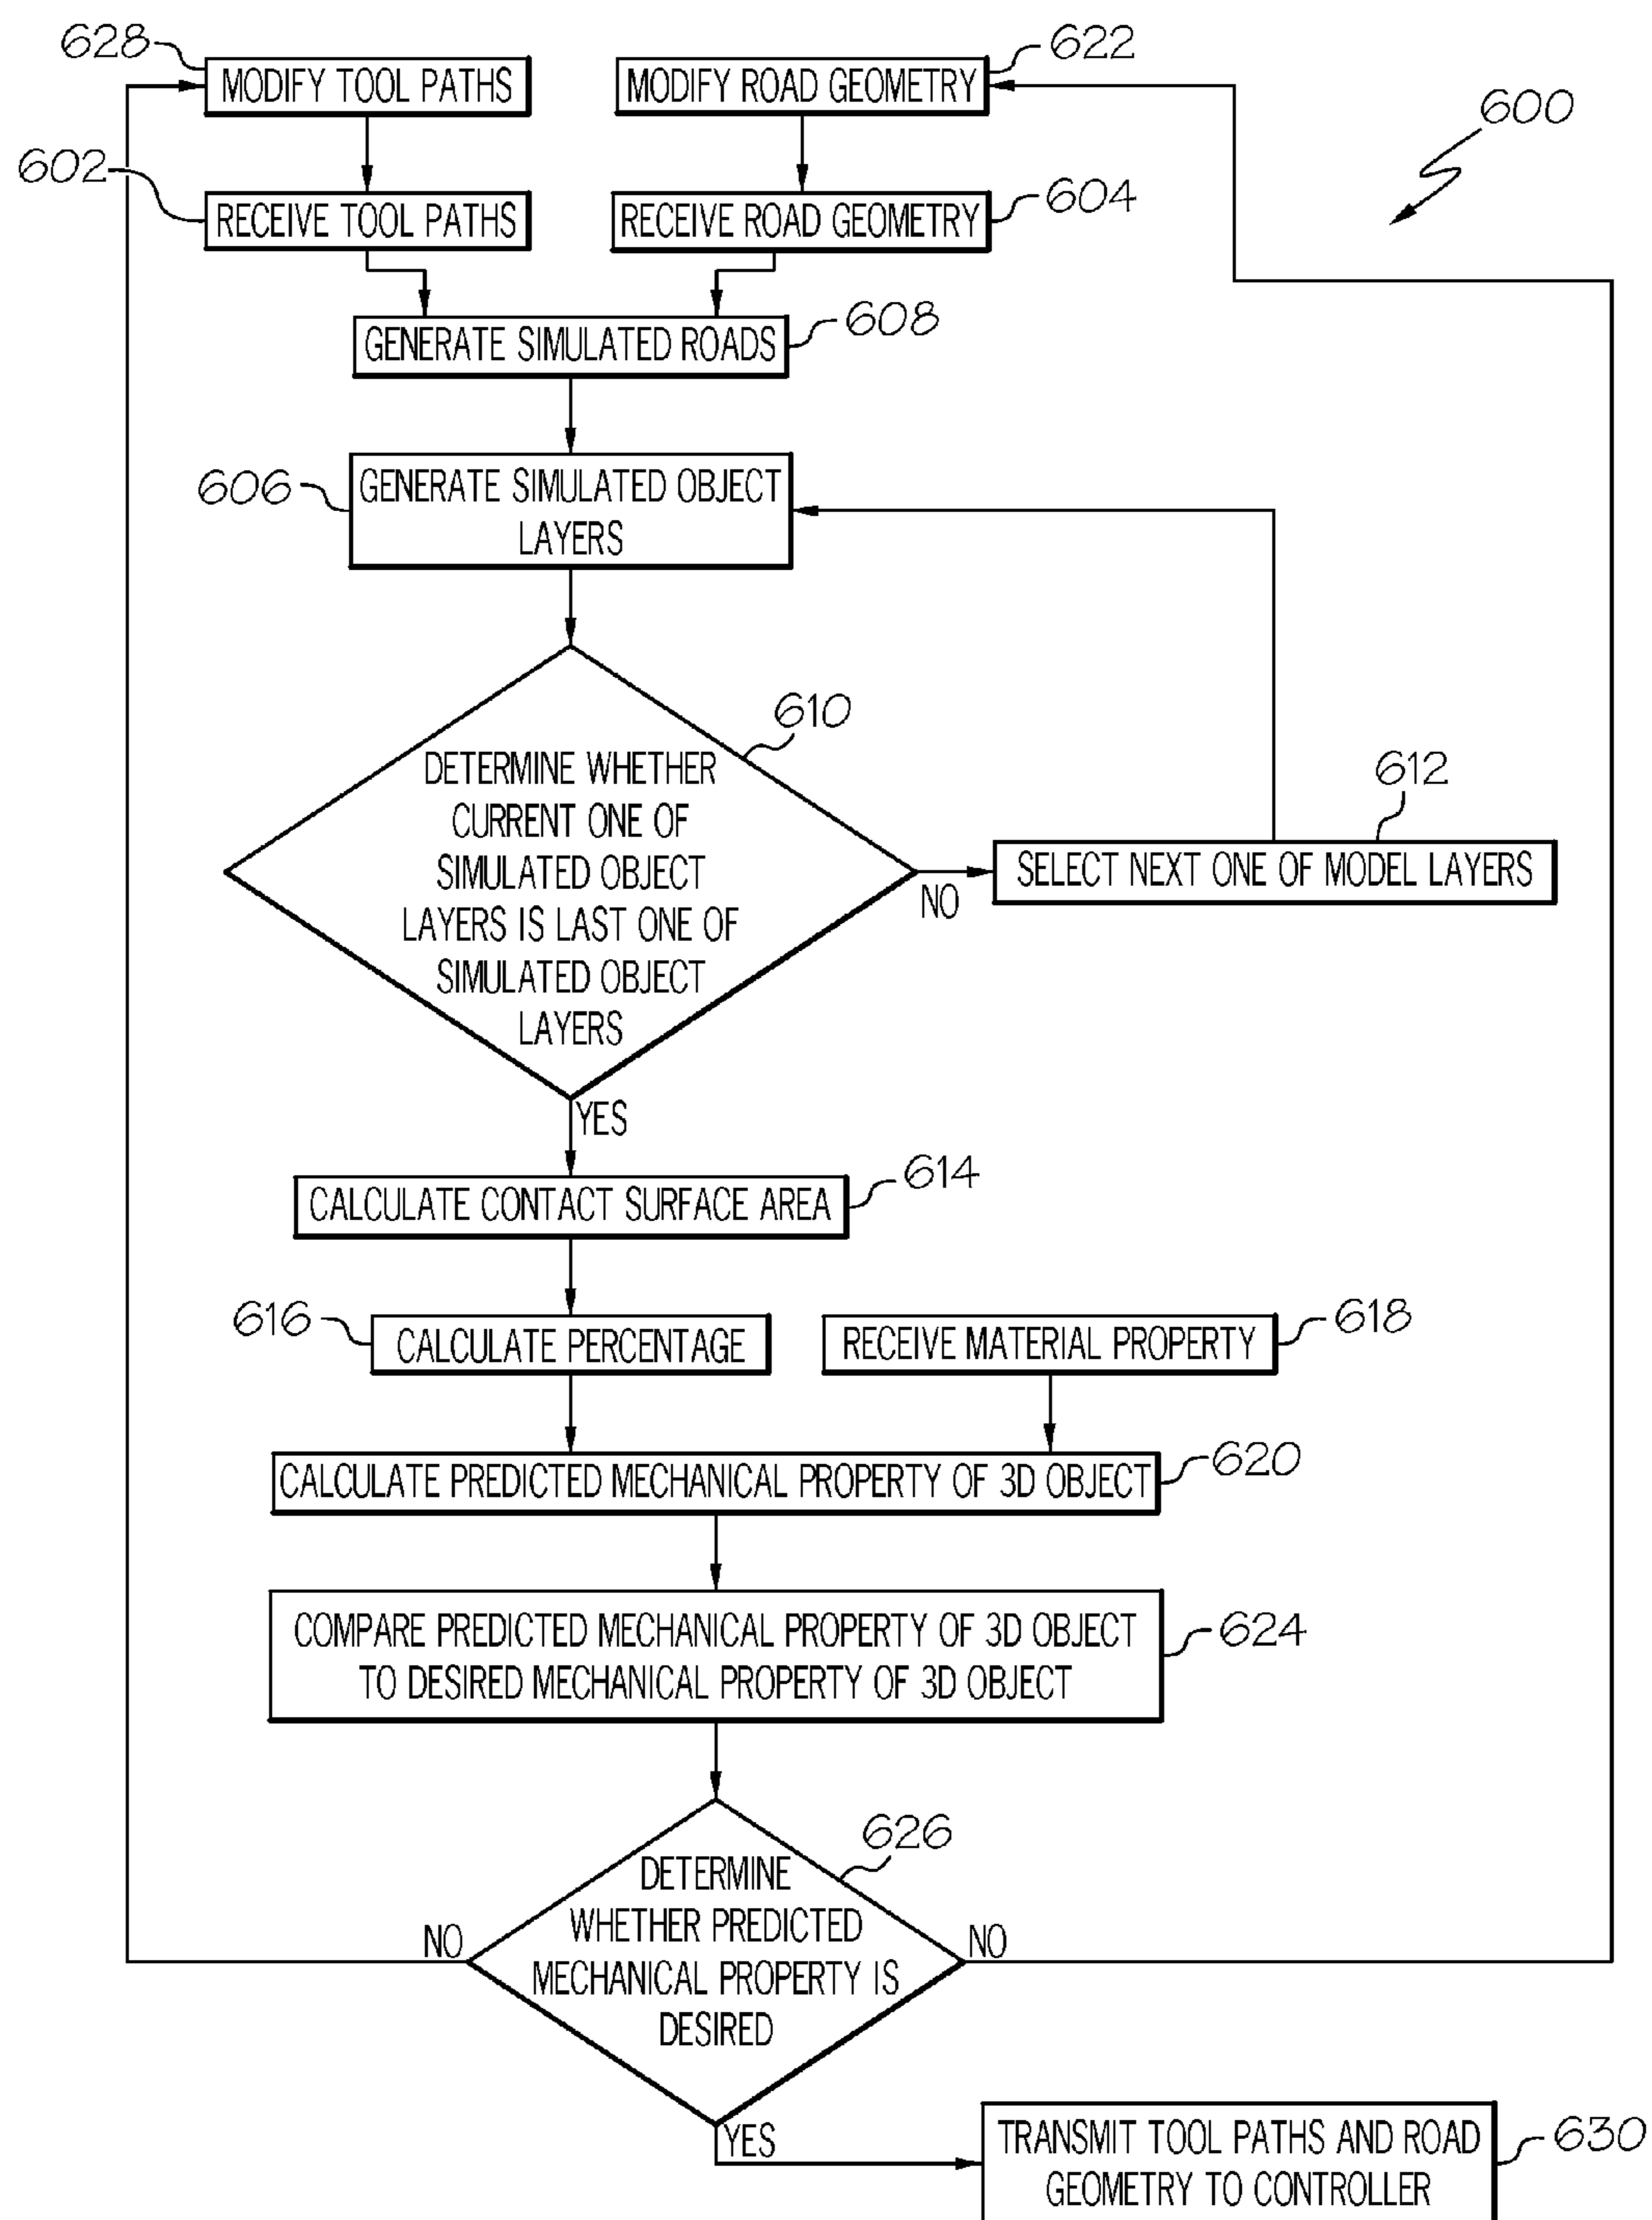 628
MODIFY TOOL PATHS
MODIFY ROAD GEOMETRY
622
600
602
RECEIVE TOOL PATHS
RECEIVE ROAD GEOMETRY
604
GENERATE SIMULATED ROADS
608
606
GENERATE SIMULATED OBJECT
LAYERS
610
DETERMINE WHETHER
CURRENT ONE OF
SIMULATED OBJECT
LAYERS IS LAST ONE OF
SIMULATED OBJECT
LAYERS
NO
612
SELECT NEXT ONE OF MODEL LAYERS
YES
CALCULATE CONTACT SURFACE AREA
614
616
CALCULATE PERCENTAGE
RECEIVE MATERIAL PROPERTY
618
CALCULATE PREDICTED MECHANICAL PROPERTY OF 3D OBJECT
620
COMPARE PREDICTED MECHANICAL PROPERTY OF 3D OBJECT
TO DESIRED MECHANICAL PROPERTY OF 3D OBJECT
624
626
DETERMINE
WHETHER PREDICTED
MECHANICAL PROPERTY IS
DESIRED
NO
NO
YES
TRANSMIT TOOL PATHS AND ROAD
GEOMETRY TO CONTROLLER
630